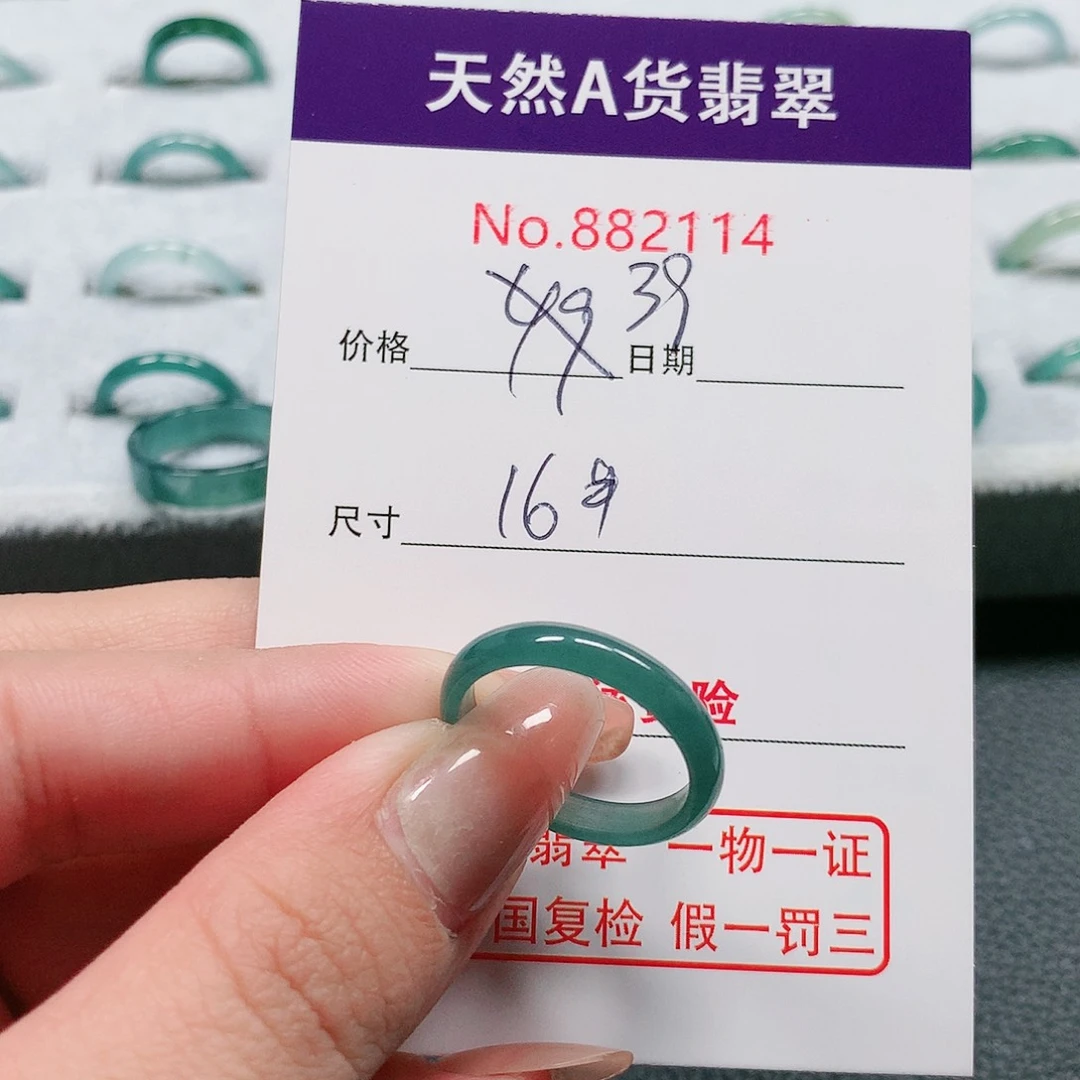 天然A货翡翠
No.882114
价格 49 39 日期
尺寸 16号
险
翡翠 一物一证
国复检 假一罚三